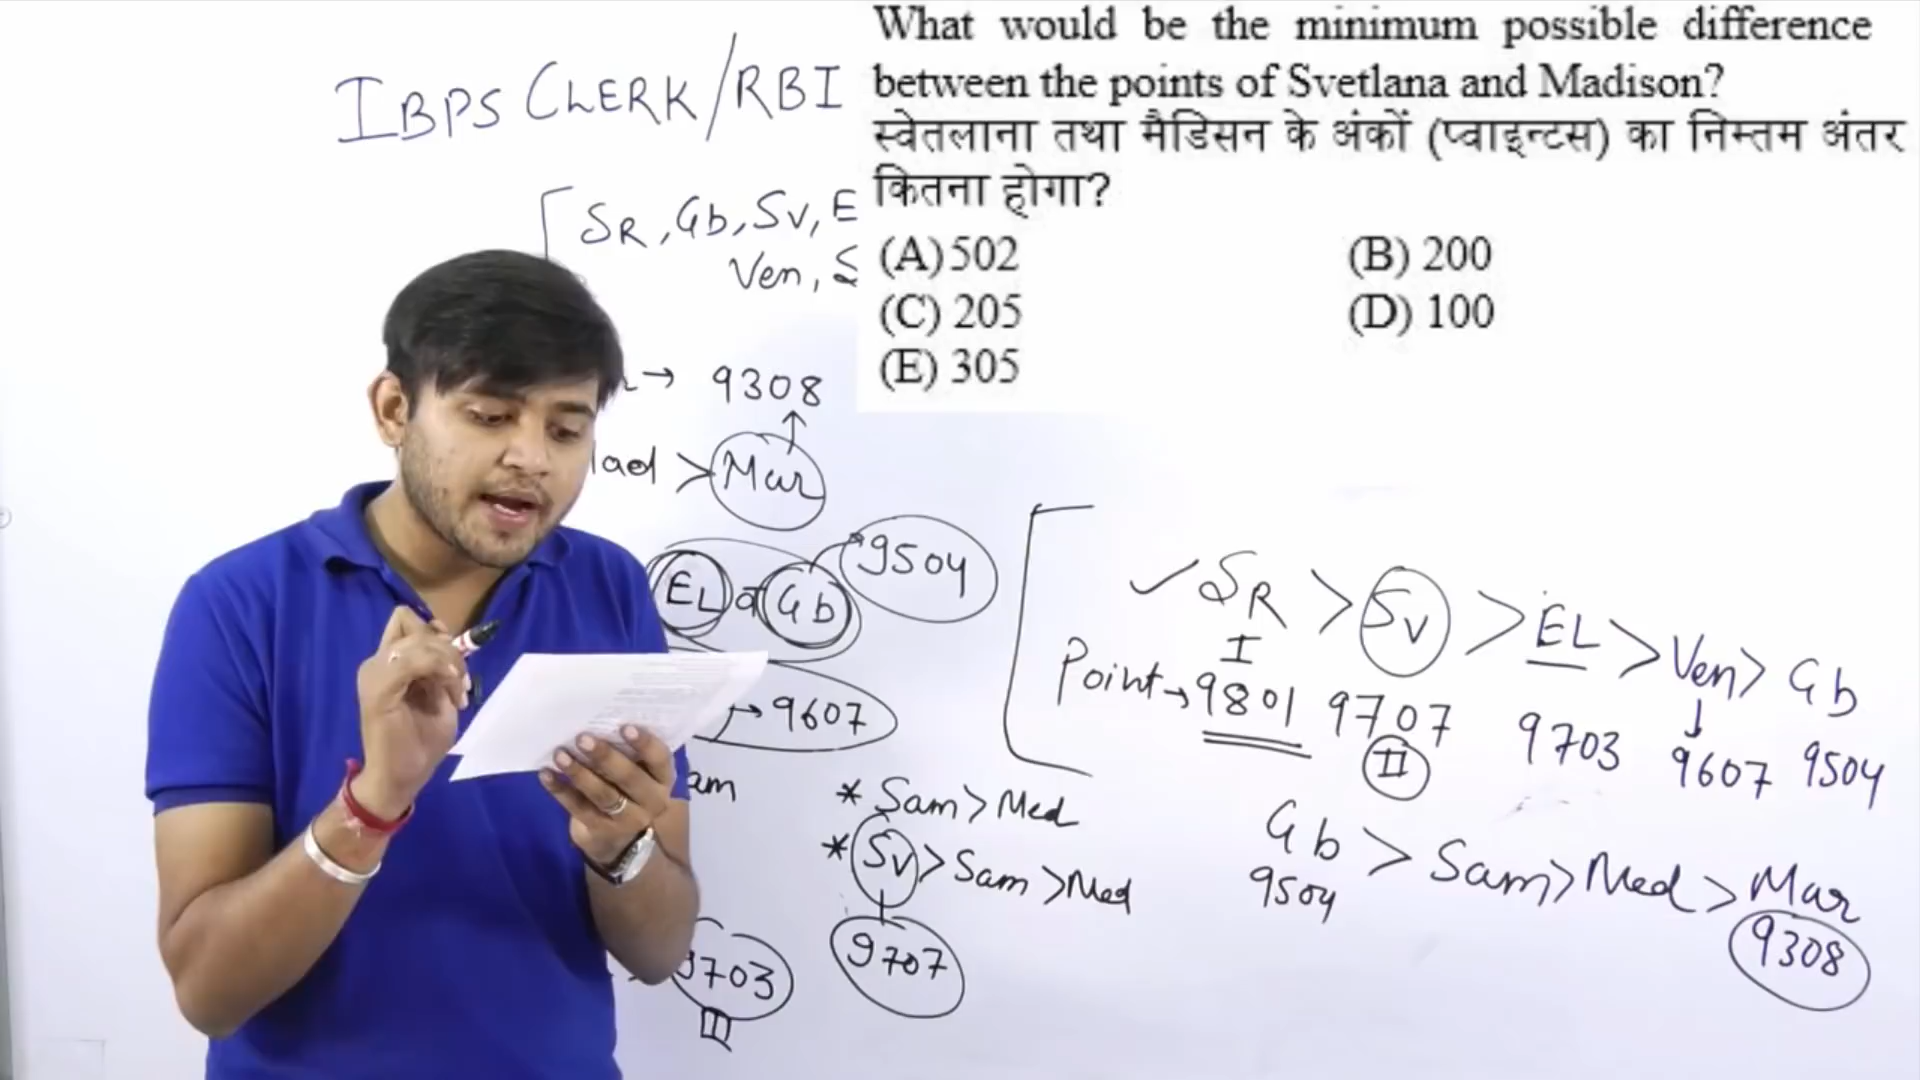 What would be the minimum possible difference
between the points of Svetlana and Madison?
स्वेतलाना तथा मैडिसन के अंकों (प्वाइन्टस) का निम्तम अंतर
कितना होगा?
(A) 502
(B) 200
(C) 205
(D) 100
(E) 305
IBPS CLERK/RBI
SR, Gb, Sv, E
Ven, S
→ 9308
> Mar
EL a Gb
9504
→ 9607
am
* Sam > Med
* Sv > Sam > Med
9707
9703
✓ SR > Sv > EL > Ven > Gb
I
Point → 9801 9707 9703 9607 9504
II
Gb > Sam > Med > Mar
9504
9308